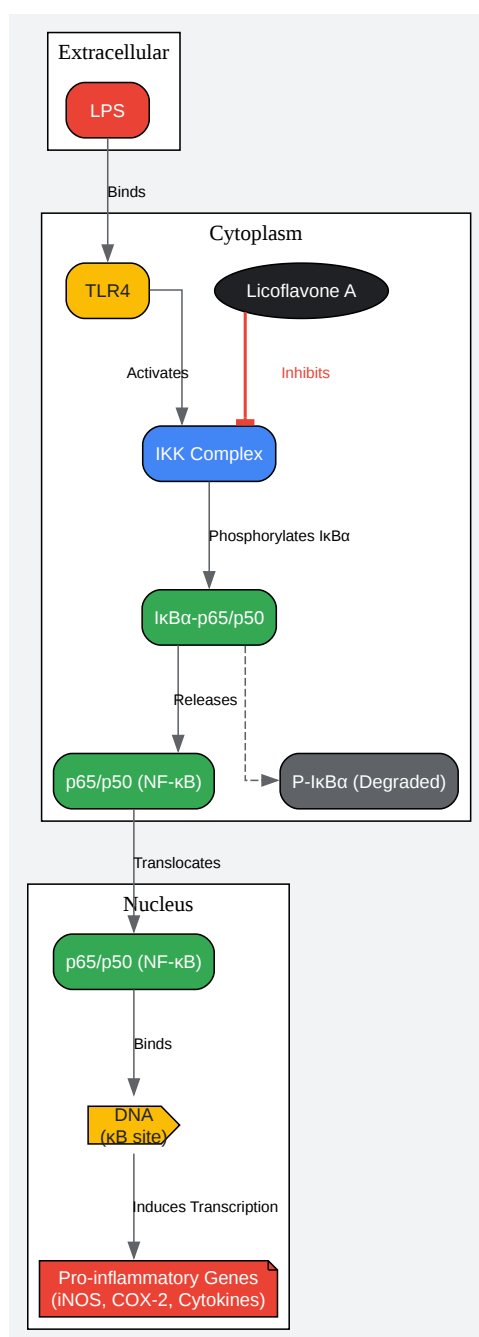 Extracellular
LPS
Binds
Cytoplasm
TLR4
Licoflavone A
Activates
Inhibits
IKK Complex
Phosphorylates IκBα
IκBα-p65/p50
Releases
p65/p50 (NF-κB)
P-IκBα (Degraded)
Translocates
Nucleus
p65/p50 (NF-κB)
Binds
DNA
(κB site)
Induces Transcription
Pro-inflammatory Genes
(iNOS, COX-2, Cytokines)